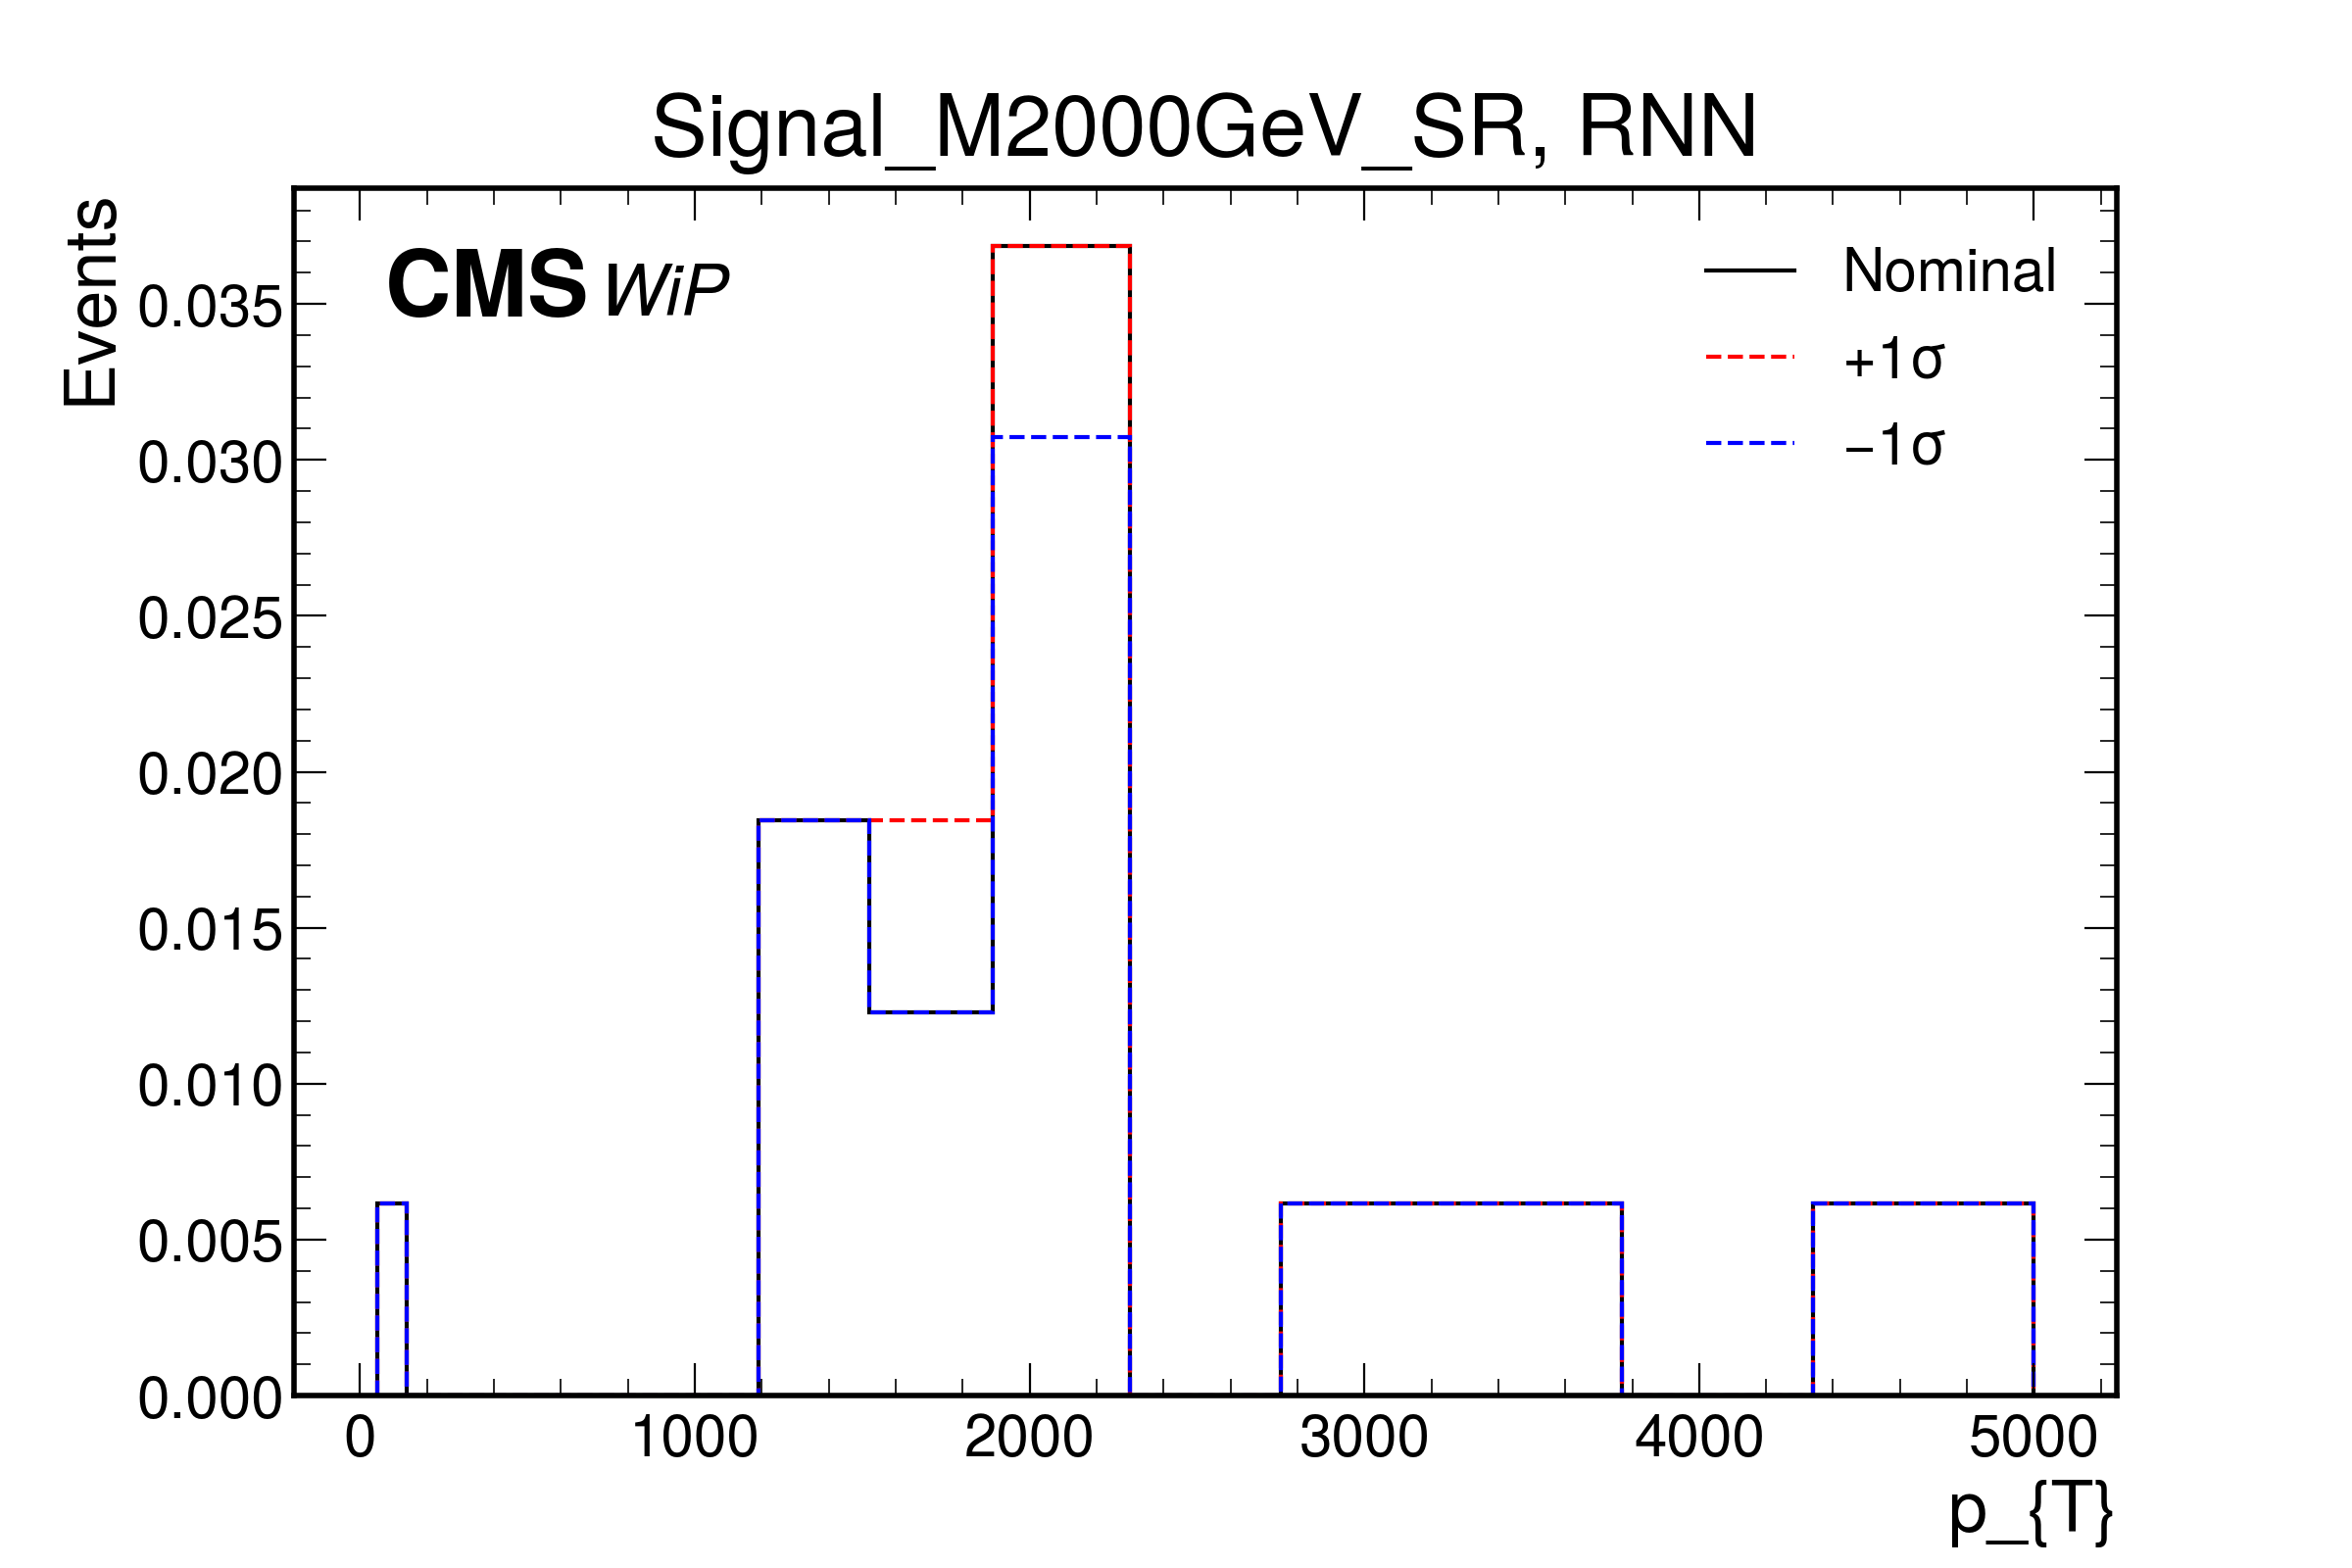 Signal_M2000GeV_SR, RNN
Events
CMS WiP
Nominal
+1σ
−1σ
0.035
0.030
0.025
0.020
0.015
0.010
0.005
0.000
0 1000 2000 3000 4000 5000
p_{T}